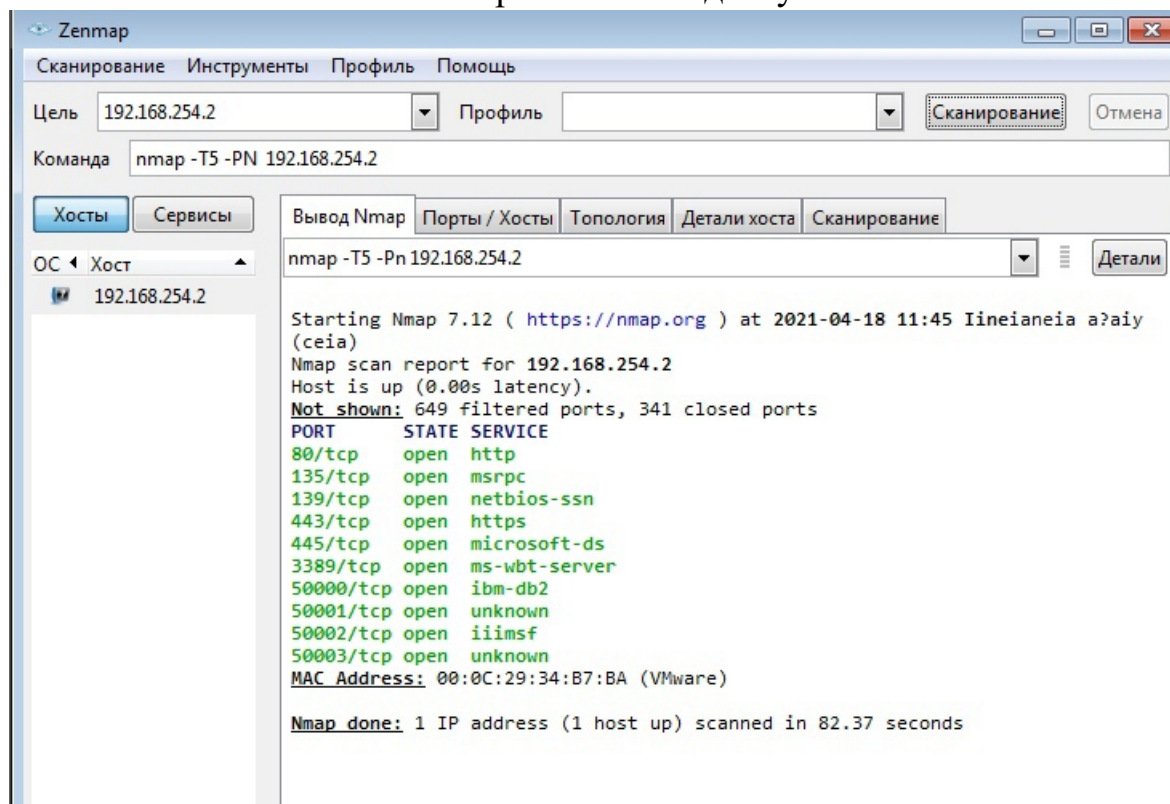 Zenmap
Сканирование Инструменты Профиль Помощь
Цель 192.168.254.2 Профиль Сканирование Отмена
Команда nmap -T5 -PN 192.168.254.2
Хосты Сервисы Вывод Nmap Порты / Хосты Топология Детали хоста Сканирование
ОС Хост nmap -T5 -Pn 192.168.254.2 Детали
192.168.254.2
Starting Nmap 7.12 ( https://nmap.org ) at 2021-04-18 11:45 Iineianeia a?aiy
(ceia)
Nmap scan report for 192.168.254.2
Host is up (0.00s latency).
Not shown: 649 filtered ports, 341 closed ports
PORT STATE SERVICE
80/tcp open http
135/tcp open msrpc
139/tcp open netbios-ssn
443/tcp open https
445/tcp open microsoft-ds
3389/tcp open ms-wbt-server
50000/tcp open ibm-db2
50001/tcp open unknown
50002/tcp open iiimsf
50003/tcp open unknown
MAC Address: 00:0C:29:34:B7:BA (VMware)
Nmap done: 1 IP address (1 host up) scanned in 82.37 seconds